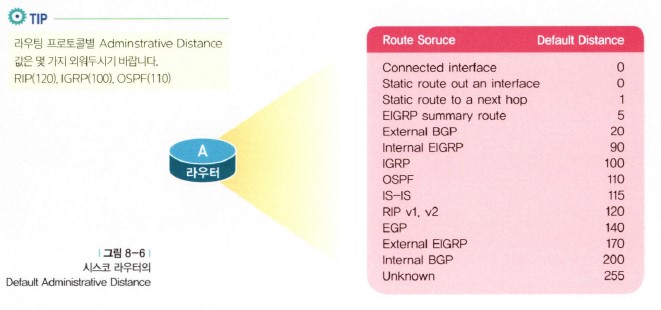 TIP
라우팅 프로토콜별 Adminstrative Distance
값은 몇 가지 외워두시기 바랍니다.
RIP(120), IGRP(100), OSPF(110)
A
라우터
| 그림 8-6 |
시스코 라우터의
Default Administrative Distance
Route Soruce Default Distance
Connected interface 0
Static route out an interface 0
Static route to a next hop 1
EIGRP summary route 5
External BGP 20
Internal EIGRP 90
IGRP 100
OSPF 110
IS-IS 115
RIP v1, v2 120
EGP 140
External EIGRP 170
Internal BGP 200
Unknown 255